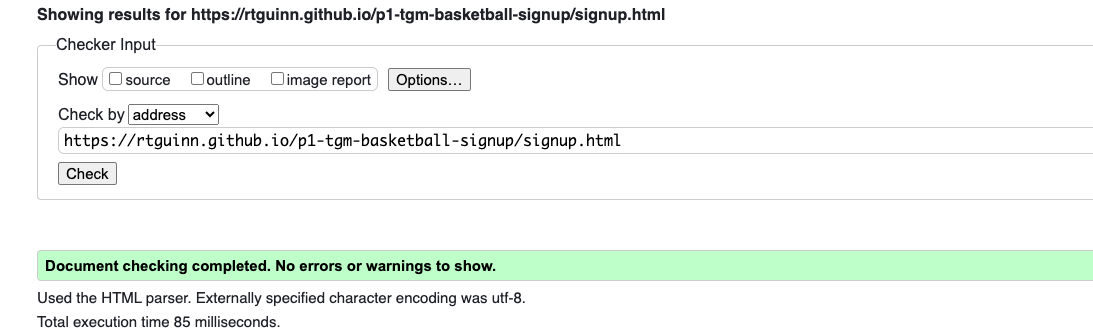 Showing results for https://rtguinn.github.io/p1-tgm-basketball-signup/signup.html
Checker Input
Show source outline image report Options...
Check by address
https://rtguinn.github.io/p1-tgm-basketball-signup/signup.html
Check
Document checking completed. No errors or warnings to show.
Used the HTML parser. Externally specified character encoding was utf-8.
Total execution time 85 milliseconds.